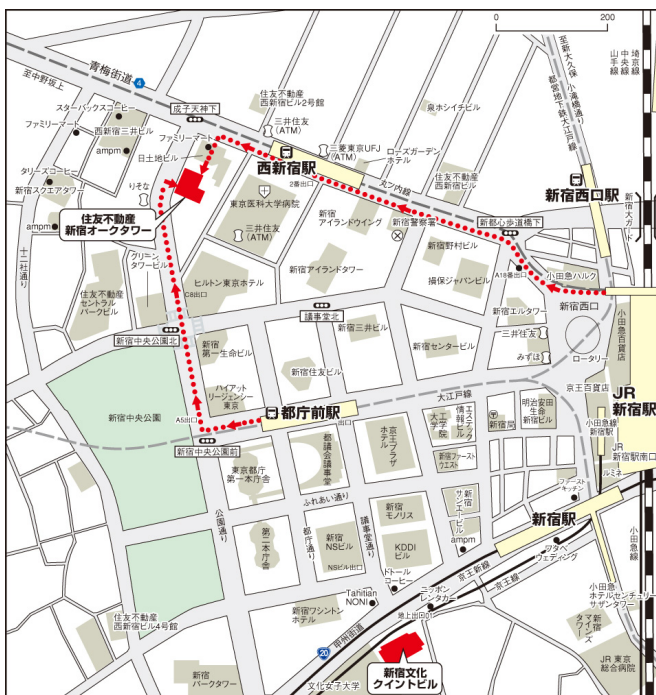 0
200
青梅街道
4
至中野坂上
スターバックスコーヒー
ファミリーマート
西新宿三井ビル
ampm
成子天神下
三井住友
(ATM)
ファミリーマート
日土地ビル
住友不動産
西新宿ビル2号館
三菱東京UFJ
(ATM)
ローズガーデン
ホテル
泉ホシイチビル
至新大久保
小滝橋通り
都営地下鉄大江戸線
埼京線
中央線
山手線
西新宿駅
2番出口
丸ノ内線
住友不動産
西新宿ビル
新宿西口駅
新宿大ガード
タリーズコーヒー
新宿スクエアタワー
ampm
りそな
住友不動産
新宿オークタワー
東京医科大学病院
三井住友
(ATM)
新宿
アイランドウイング
新宿警察署
新都心歩道橋下
新宿野村ビル
損保ジャパンビル
A18番出口
小田急ハルク
新宿西口
十二社通り
グリーン
タワービル
住友不動産
セントラル
パークビル
ヒルトン東京ホテル
C8出口
新宿アイランドタワー
議事堂北
新宿エルタワー
三井住友
みずほ
ロータリー
小田急百貨店
新宿中央公園北
新宿
第一生命ビル
新宿三井ビル
新宿センタービル
新宿住友ビル
京王百貨店
JR
新宿駅
新宿中央公園
ハイアット
リージェンシー
東京
A5出口
都庁前駅
出口
大江戸線
工学院
大学
エステック
情報ビル
新宿局
明治安田
生命
新宿ビル
小田急線
新宿駅
JR
新宿駅南口
ルミネ
新宿中央公園前
東京都庁
第一本庁舎
都議会議事堂
京王プラザ
ホテル
新宿ファースト
ウエスト
ファースト
キッチン
ふれあい通り
新宿
モノリス
新宿
サンエービル
ampm
新宿駅
公園通り
第二本庁舎
都庁通り
新宿
NSビル
NSビル出口
議事堂通り
KDDI
ビル
ドトール
コーヒー
京王新線
京王線
ワタベ
ウェディング
小田急線
Tahitian
NONI
ニッポン
レンタカー
地上出口01
小田急
ホテルセンチュリー
サザンタワー
住友不動産
西新宿ビル4号館
新宿ワシントン
ホテル
甲州街道
20
新宿文化
クイントビル
新宿
マインズ
タワー
新宿
パークタワー
文化女子大学
JR 東京
総合病院